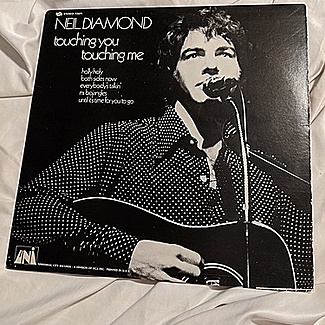 NEIL DIAMOND
touching you
touching me
holly holy
both sides now
everybody's talkin'
mr. bojangles
until it's time for you to go
UNI